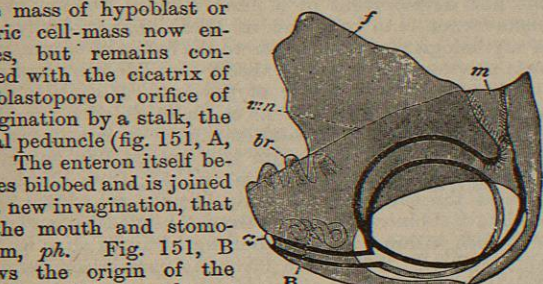 mass of hypoblast or
ric cell-mass now en-
es, but remains con-
ed with the cicatrix of
blastopore or orifice of
gination by a stalk, the
al peduncle (fig. 151, A,
The enteron itself be-
es bilobed and is joined
new invagination, that
the mouth and stomo-
m, ph. Fig. 151, B
ws the origin of the
f
m
v.n
br
z
B